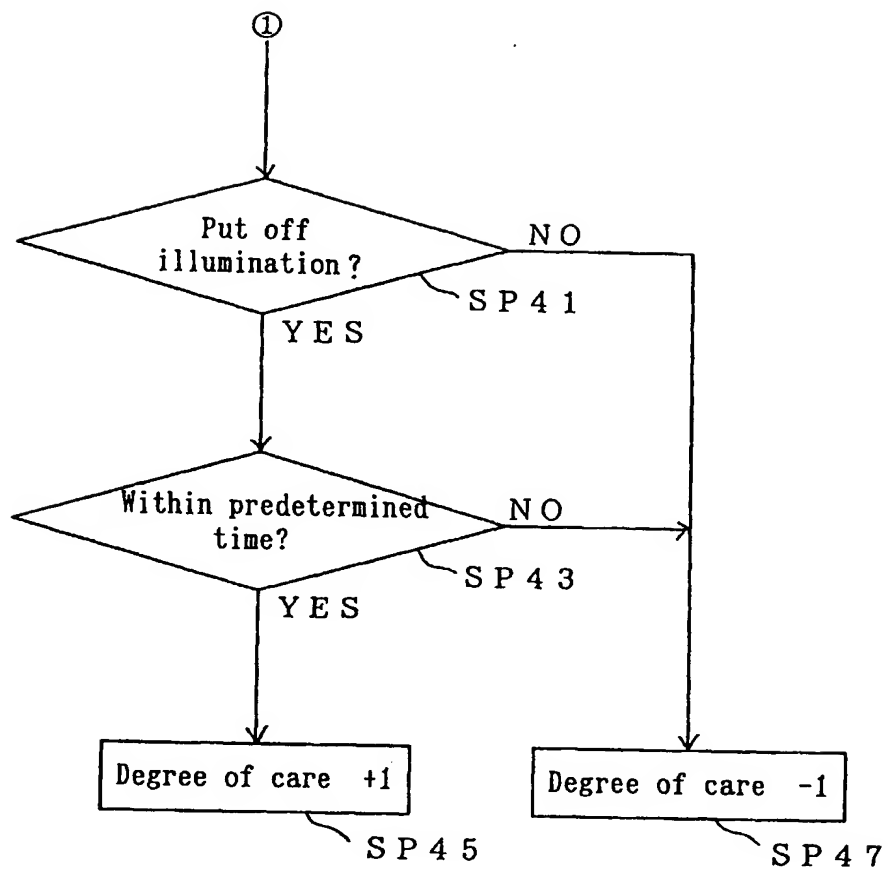 ①
Put off
illumination?
NO
SP41
YES
Within predetermined
time?
NO
SP43
YES
Degree of care +1
Degree of care -1
SP45
SP47